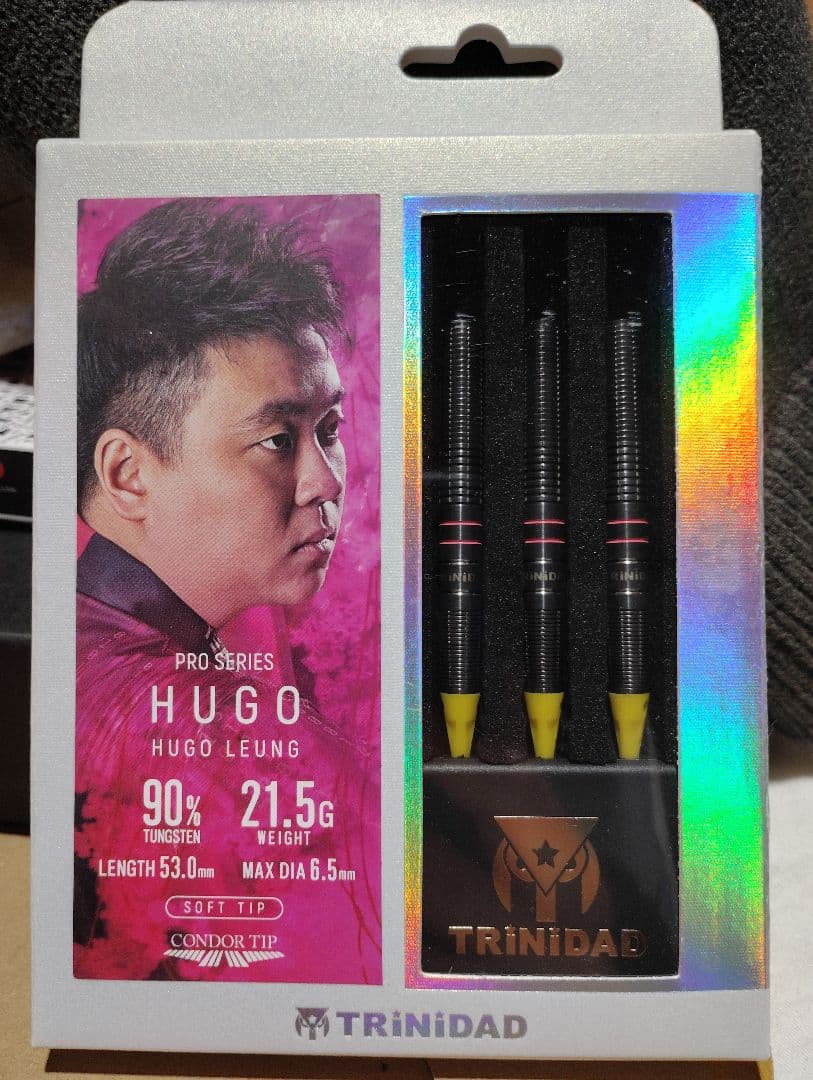 PRO SERIES
HUGO
HUGO LEUNG
90% 21.5G
TUNGSTEN WEIGHT
LENGTH 53.0mm MAX DIA 6.5mm
SOFT TIP
CONDOR TIP
TRiNiDAD
TRiNiDAD